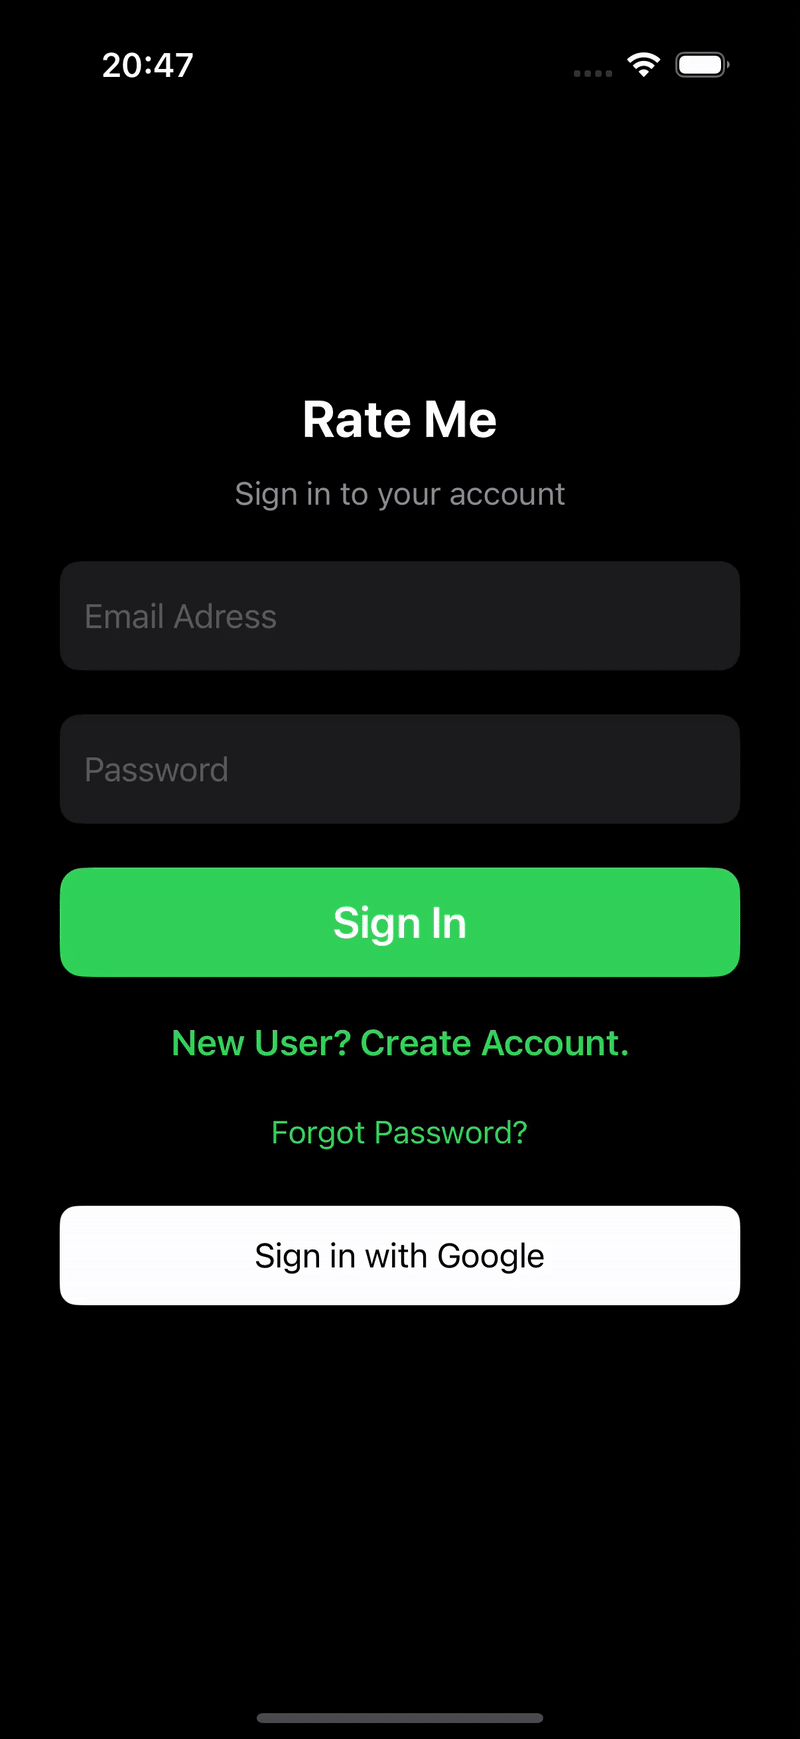 20:47
Rate Me
Sign in to your account
Email Adress
Password
Sign In
New User? Create Account.
Forgot Password?
Sign in with Google